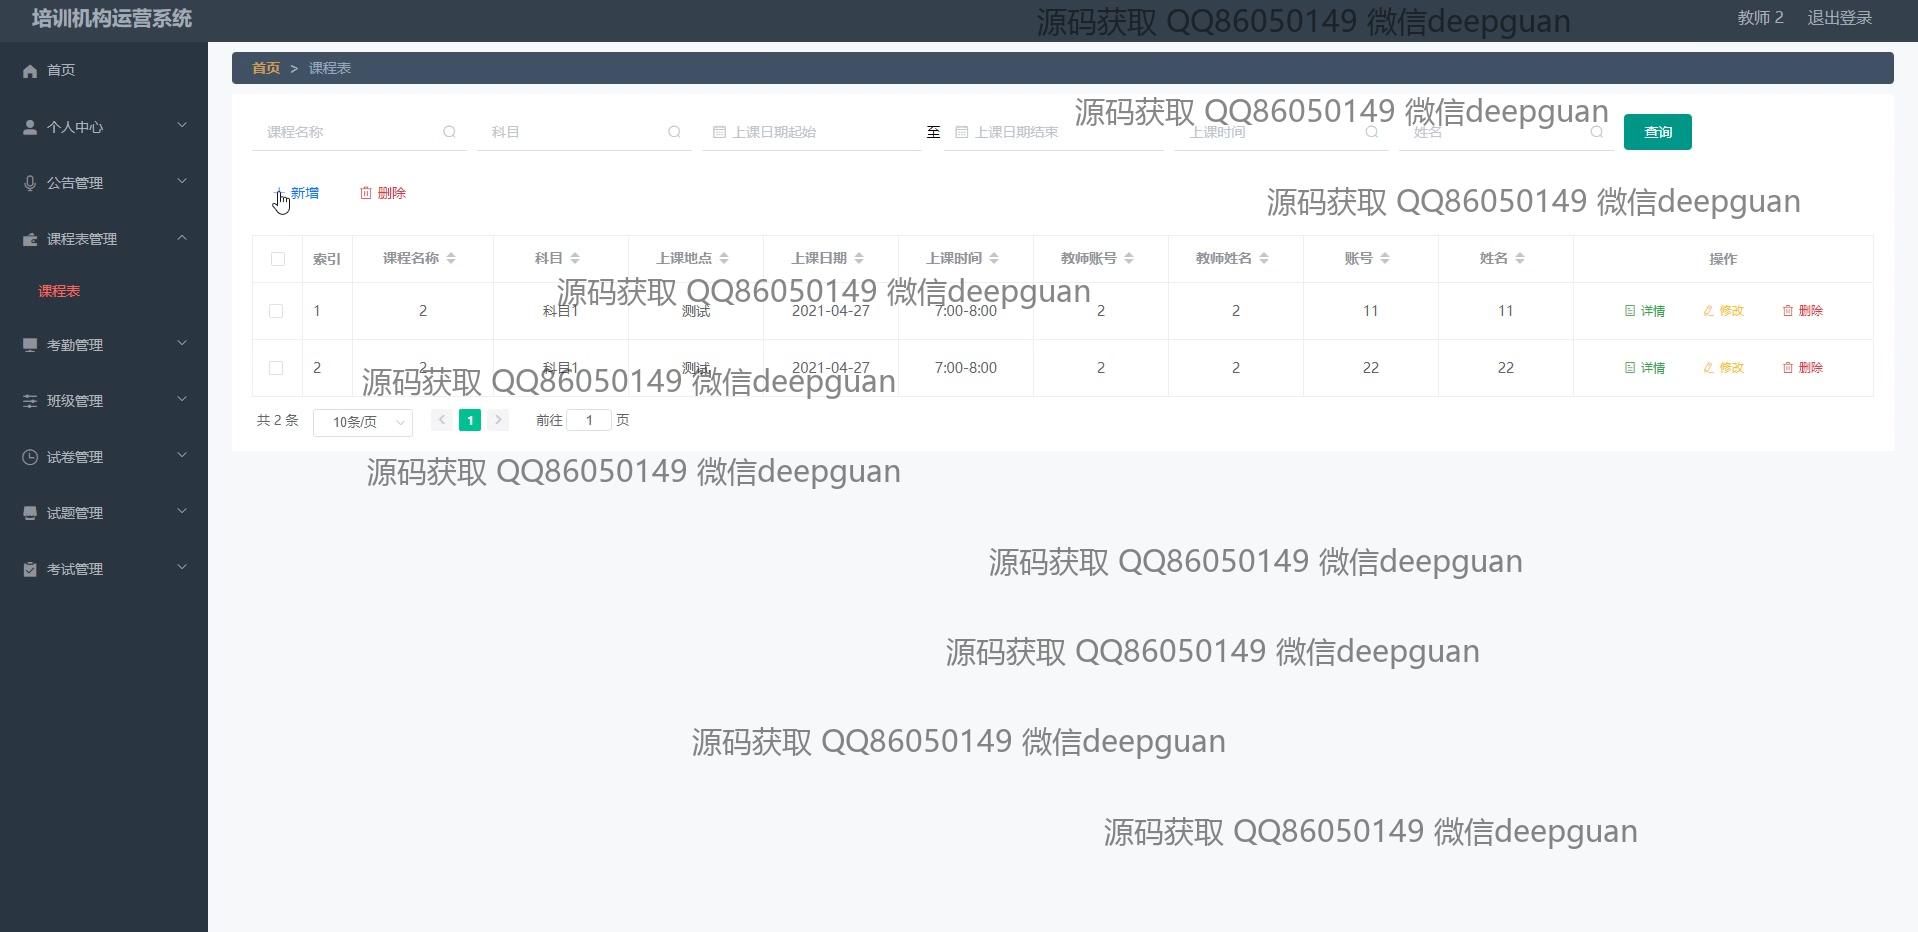 培训机构运营系统
源码获取 QQ86050149 微信deepguan
教师 2 退出登录
首页
个人中心
公告管理
课程表管理
课程表
考勤管理
班级管理
试卷管理
试题管理
考试管理
首页 > 课程表
源码获取 QQ86050149 微信deepguan
课程名称 科目 上课日期起始 至 上课日期结束 上课时间 姓名 查询
新增 删除
源码获取 QQ86050149 微信deepguan
索引 课程名称 科目 上课地点 上课日期 上课时间 教师账号 教师姓名 账号 姓名 操作
源码获取 QQ86050149 微信deepguan
1 2 科目1 测试 2021-04-27 7:00-8:00 2 2 11 11 详情 修改 删除
2 2 科目1 测试 2021-04-27 7:00-8:00 2 2 22 22 详情 修改 删除
源码获取 QQ86050149 微信deepguan
共 2 条 10条/页 < 1 > 前往 1 页
源码获取 QQ86050149 微信deepguan
源码获取 QQ86050149 微信deepguan
源码获取 QQ86050149 微信deepguan
源码获取 QQ86050149 微信deepguan
源码获取 QQ86050149 微信deepguan